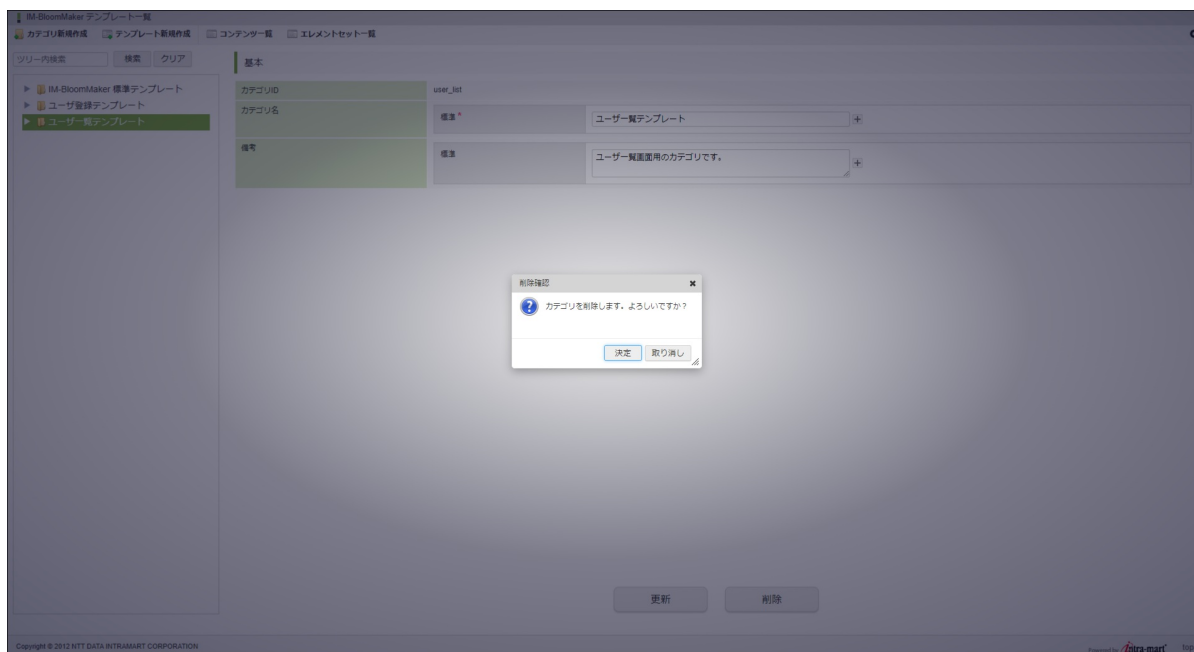 IM-BloomMaker テンプレート一覧
カテゴリ新規作成 テンプレート新規作成 コンテンツ一覧 エレメントセット一覧
ツリー内検索 検索 クリア
IM-BloomMaker 標準テンプレート
ユーザ登録テンプレート
ユーザ一覧テンプレート
基本
カテゴリID user_list
カテゴリ名 標準 * ユーザ一覧テンプレート
備考 標準 ユーザ一覧画面用のカテゴリです。
削除確認
カテゴリを削除します。よろしいですか?
決定 取り消し
更新 削除
Copyright © 2012 NTT DATA INTRAMART CORPORATION
Powered by intra-mart top